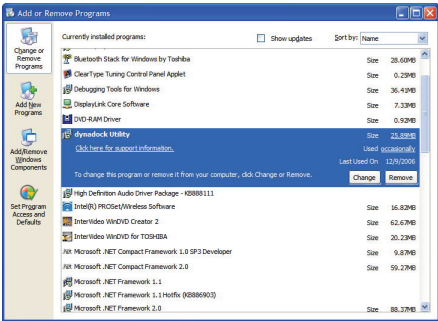 Add or Remove Programs
Change or Remove Programs
Add New Programs
Add/Remove Windows Components
Set Program Access and Defaults
Currently installed programs:
Show updates
Sort by: Name
Bluetooth Stack for Windows by Toshiba Size 28.60MB
ClearType Tuning Control Panel Applet Size 0.25MB
Debugging Tools for Windows Size 36.41MB
DisplayLink Core Software Size 7.33MB
DVD-RAM Driver Size 0.92MB
dynadock Utility Size 25.89MB
Click here for support information. Used occasionally
Last Used On 12/9/2006
To change this program or remove it from your computer, click Change or Remove. Change Remove
High Definition Audio Driver Package - KB888111
Intel(R) PROSet/Wireless Software Size 16.82MB
InterVideo WinDVD Creator 2 Size 62.67MB
InterVideo WinDVD for TOSHIBA Size 20.23MB
Microsoft .NET Compact Framework 1.0 SP3 Developer Size 9.87MB
Microsoft .NET Compact Framework 2.0 Size 59.27MB
Microsoft .NET Framework 1.1
Microsoft .NET Framework 1.1 Hotfix (KB886903)
Microsoft .NET Framework 2.0 Size 88.37MB